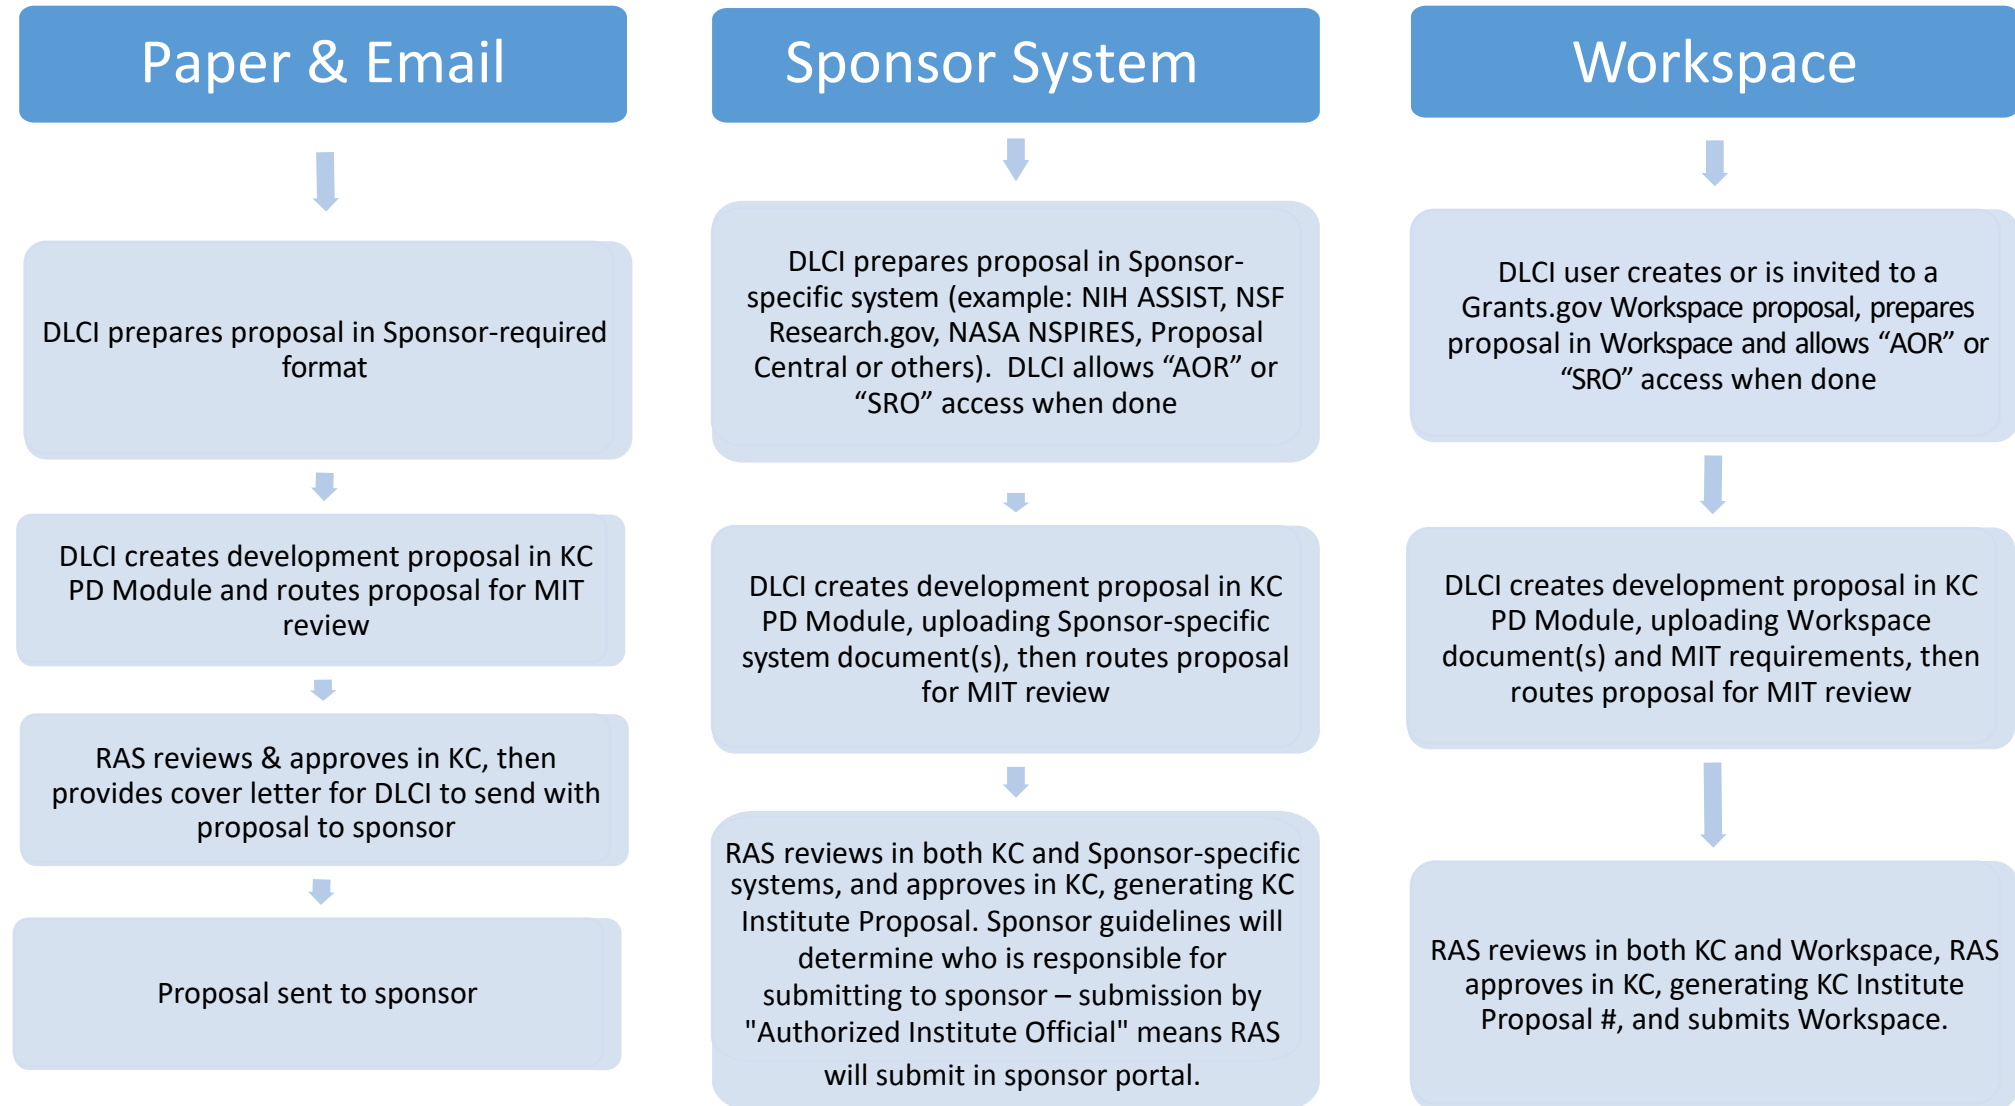 Paper & Email
DLCI prepares proposal in Sponsor-required
format
DLCI creates development proposal in KC
PD Module and routes proposal for MIT
review
RAS reviews & approves in KC, then
provides cover letter for DLCI to send with
proposal to sponsor
Proposal sent to sponsor
Sponsor System
DLCI prepares proposal in Sponsor-
specific system (example: NIH ASSIST, NSF
Research.gov, NASA NSPIRES, Proposal
Central or others).  DLCI allows “AOR” or
“SRO” access when done
DLCI creates development proposal in KC
PD Module, uploading Sponsor-specific
system document(s), then routes proposal
for MIT review
RAS reviews in both KC and Sponsor-specific
systems, and approves in KC, generating KC
Institute Proposal. Sponsor guidelines will
determine who is responsible for
submitting to sponsor – submission by
"Authorized Institute Official" means RAS
will submit in sponsor portal.
Workspace
DLCI user creates or is invited to a
Grants.gov Workspace proposal, prepares
proposal in Workspace and allows “AOR” or
“SRO” access when done
DLCI creates development proposal in KC
PD Module, uploading Workspace
document(s) and MIT requirements, then
routes proposal for MIT review
RAS reviews in both KC and Workspace, RAS
approves in KC, generating KC Institute
Proposal #, and submits Workspace.